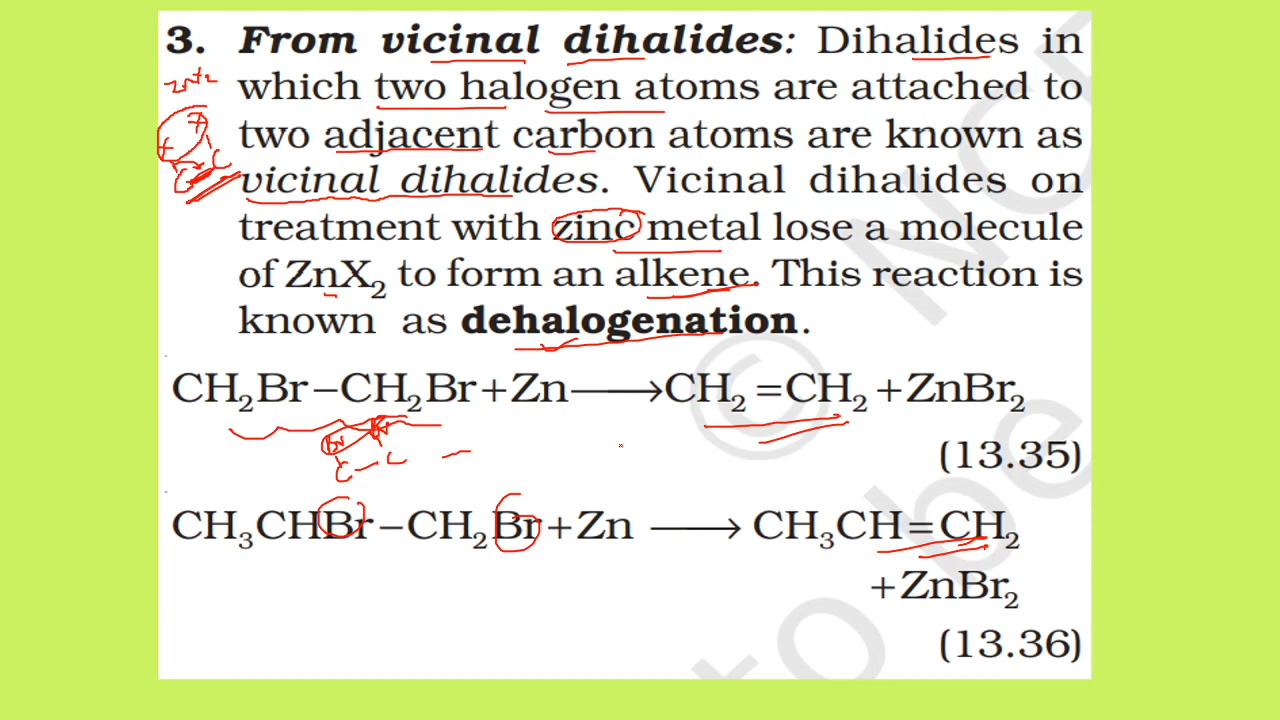 3. From vicinal dihalides: Dihalides in
which two halogen atoms are attached to
two adjacent carbon atoms are known as
vicinal dihalides. Vicinal dihalides on
treatment with zinc metal lose a molecule
of ZnX₂ to form an alkene. This reaction is
known as dehalogenation.
CH₂Br–CH₂Br+Zn⟶CH₂=CH₂+ZnBr₂
Br Br
C – C
(13.35)
CH₃CHBr–CH₂Br+Zn ⟶ CH₃CH=CH₂
+ZnBr₂
(13.36)